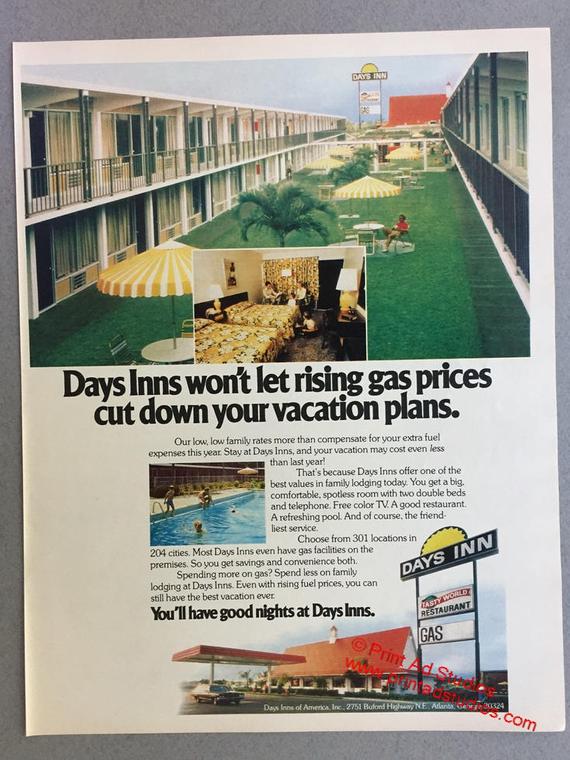 DAYS INN
GAS
Days Inns won't let rising gas prices
cut down your vacation plans.
Our low, low family rates more than compensate for your extra fuel
expenses this year. Stay at Days Inns, and your vacation may cost even less
than last year!
That's because Days Inns offer one of the
best values in family lodging today. You get a big,
comfortable, spotless room with two double beds
and telephone. Free color TV. A good restaurant.
A refreshing pool. And of course, the friend-
liest service.
Choose from 301 locations in
204 cities. Most Days Inns even have gas facilities on the
premises. So you get savings and convenience both.
Spending more on gas? Spend less on family
lodging at Days Inns. Even with rising fuel prices, you can
still have the best vacation ever.
You'll have good nights at Days Inns.
DAYS INN
TASTY WORLD
RESTAURANT
GAS
© Print Ad Studios
www.printadstudios.com
Days Inns of America, Inc., 2751 Buford Highway N.E., Atlanta, Georgia 30324